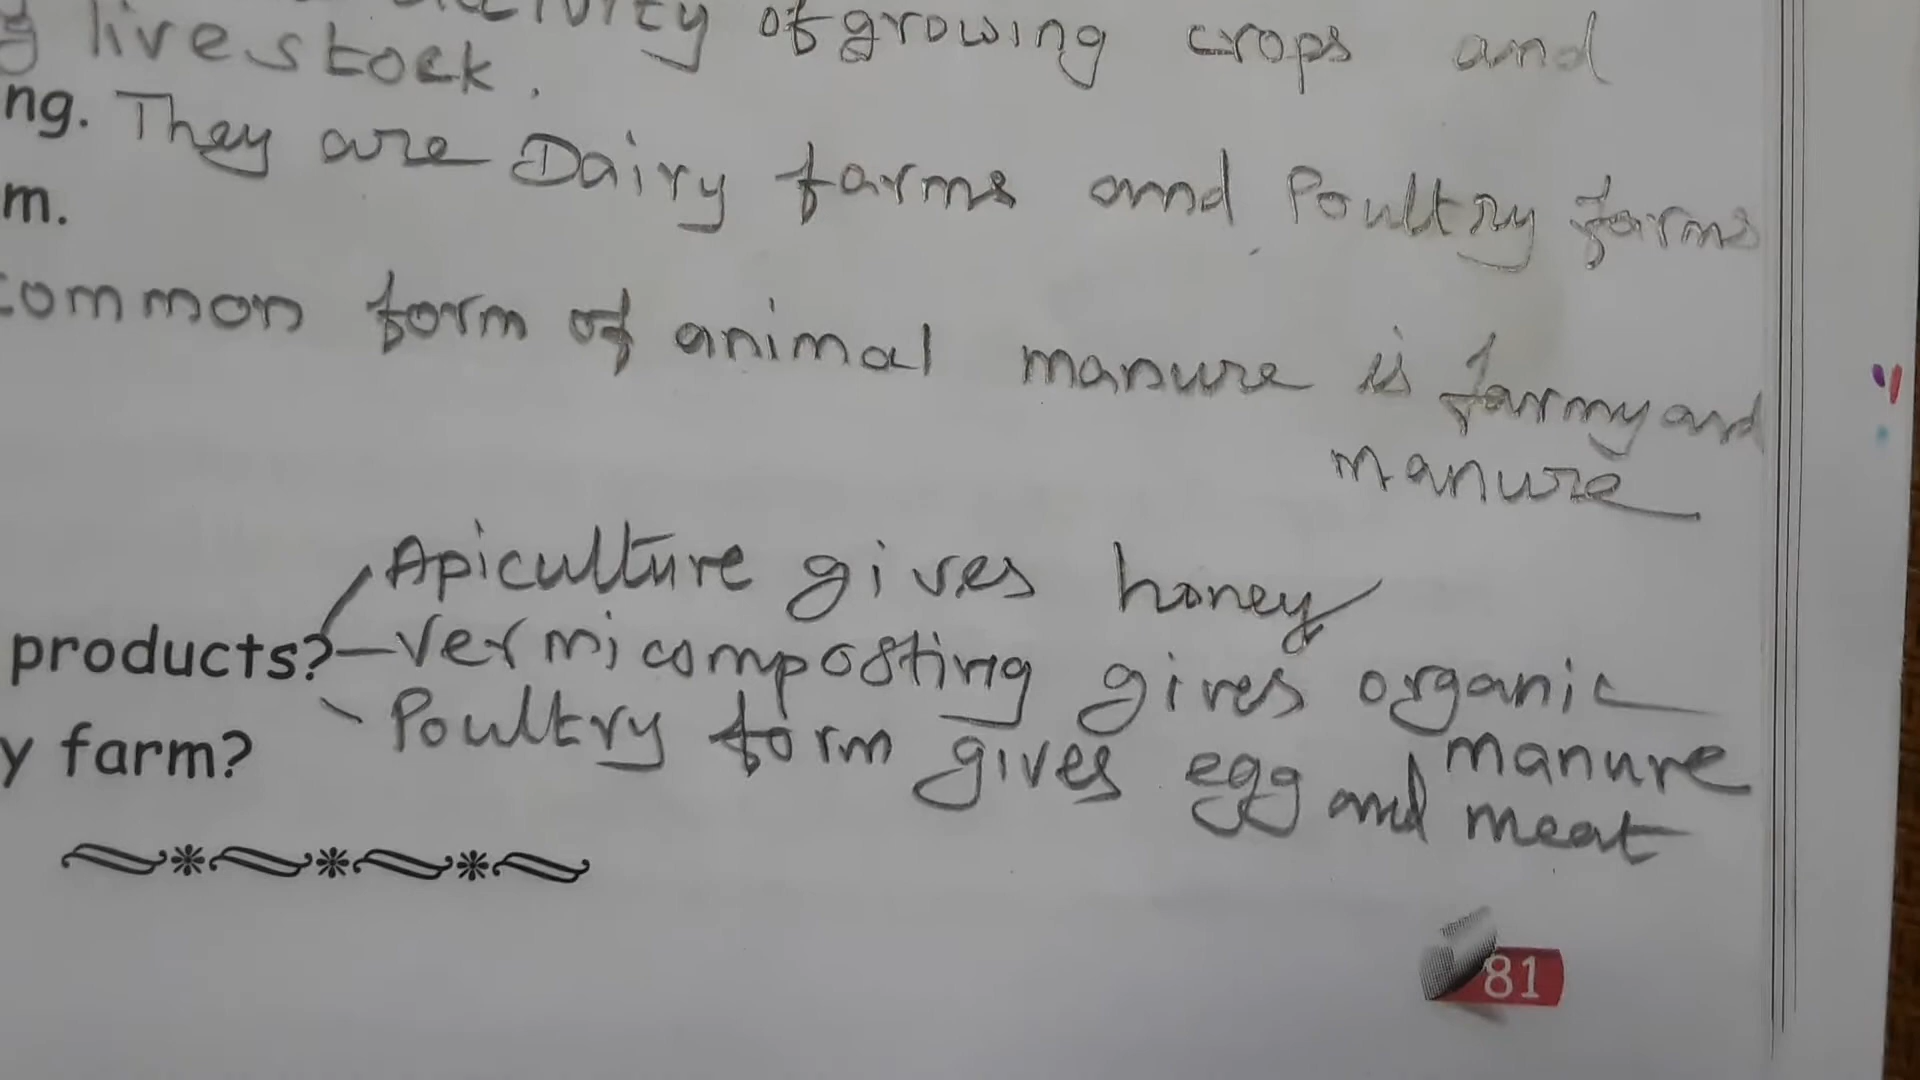 of growing crops and
livestock.
ng. They are Dairy farms and Poultry farms
m.
common form of animal manure is farmyard
manure
Apiculture gives honey
products? Vermicomposting gives organic
manure
Poultry form gives egg and meat
y farm?
81